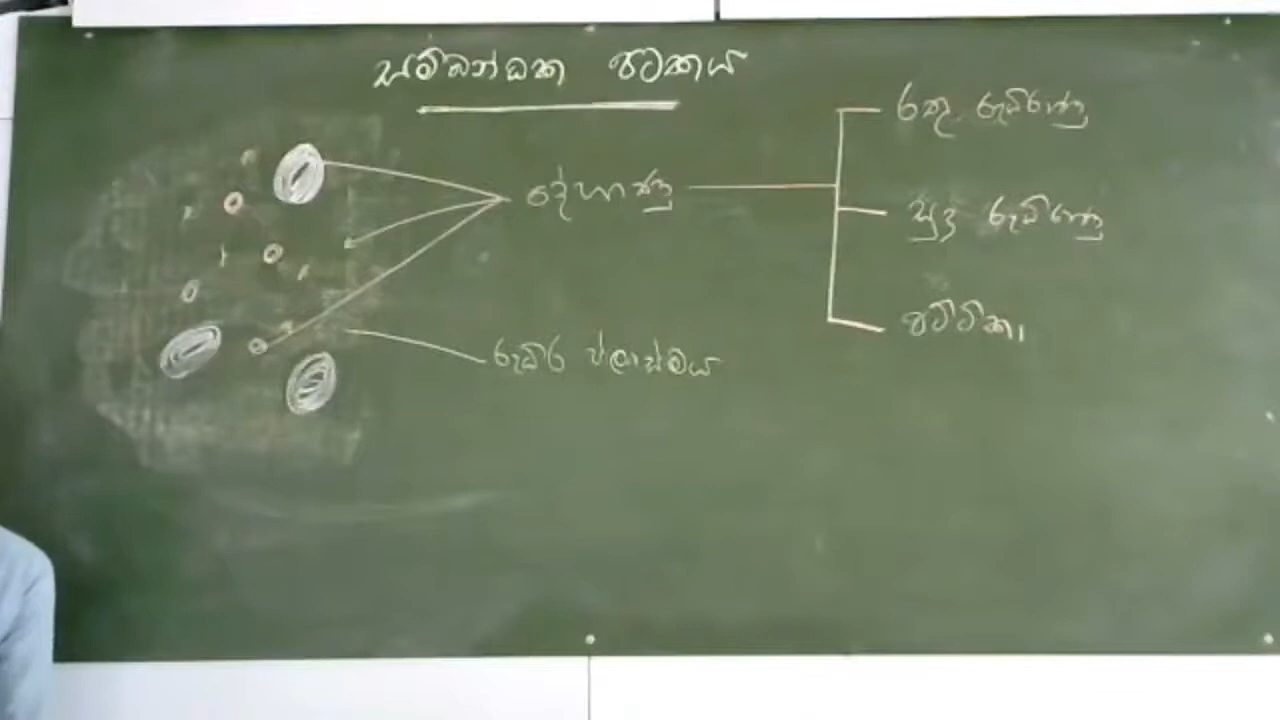 සම්බන්ධක පටකය
දේහාණු
රතු රුධිරාණු
සුදු රුධිරාණු
පට්ටිකා
රුධිර ප්ලාස්මය